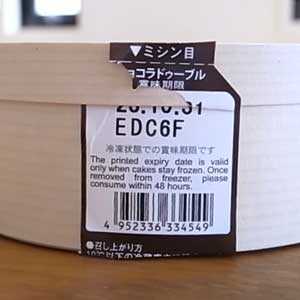 ▼ミシン目
ョコラドゥーブル
賞味期限
EDC6F
冷凍状態での賞味期限です
The printed expiry date is valid
only when cakes stay frozen. Once
removed from freezer, please
consume within 48 hours.
4 952336 334549
●召し上がり方